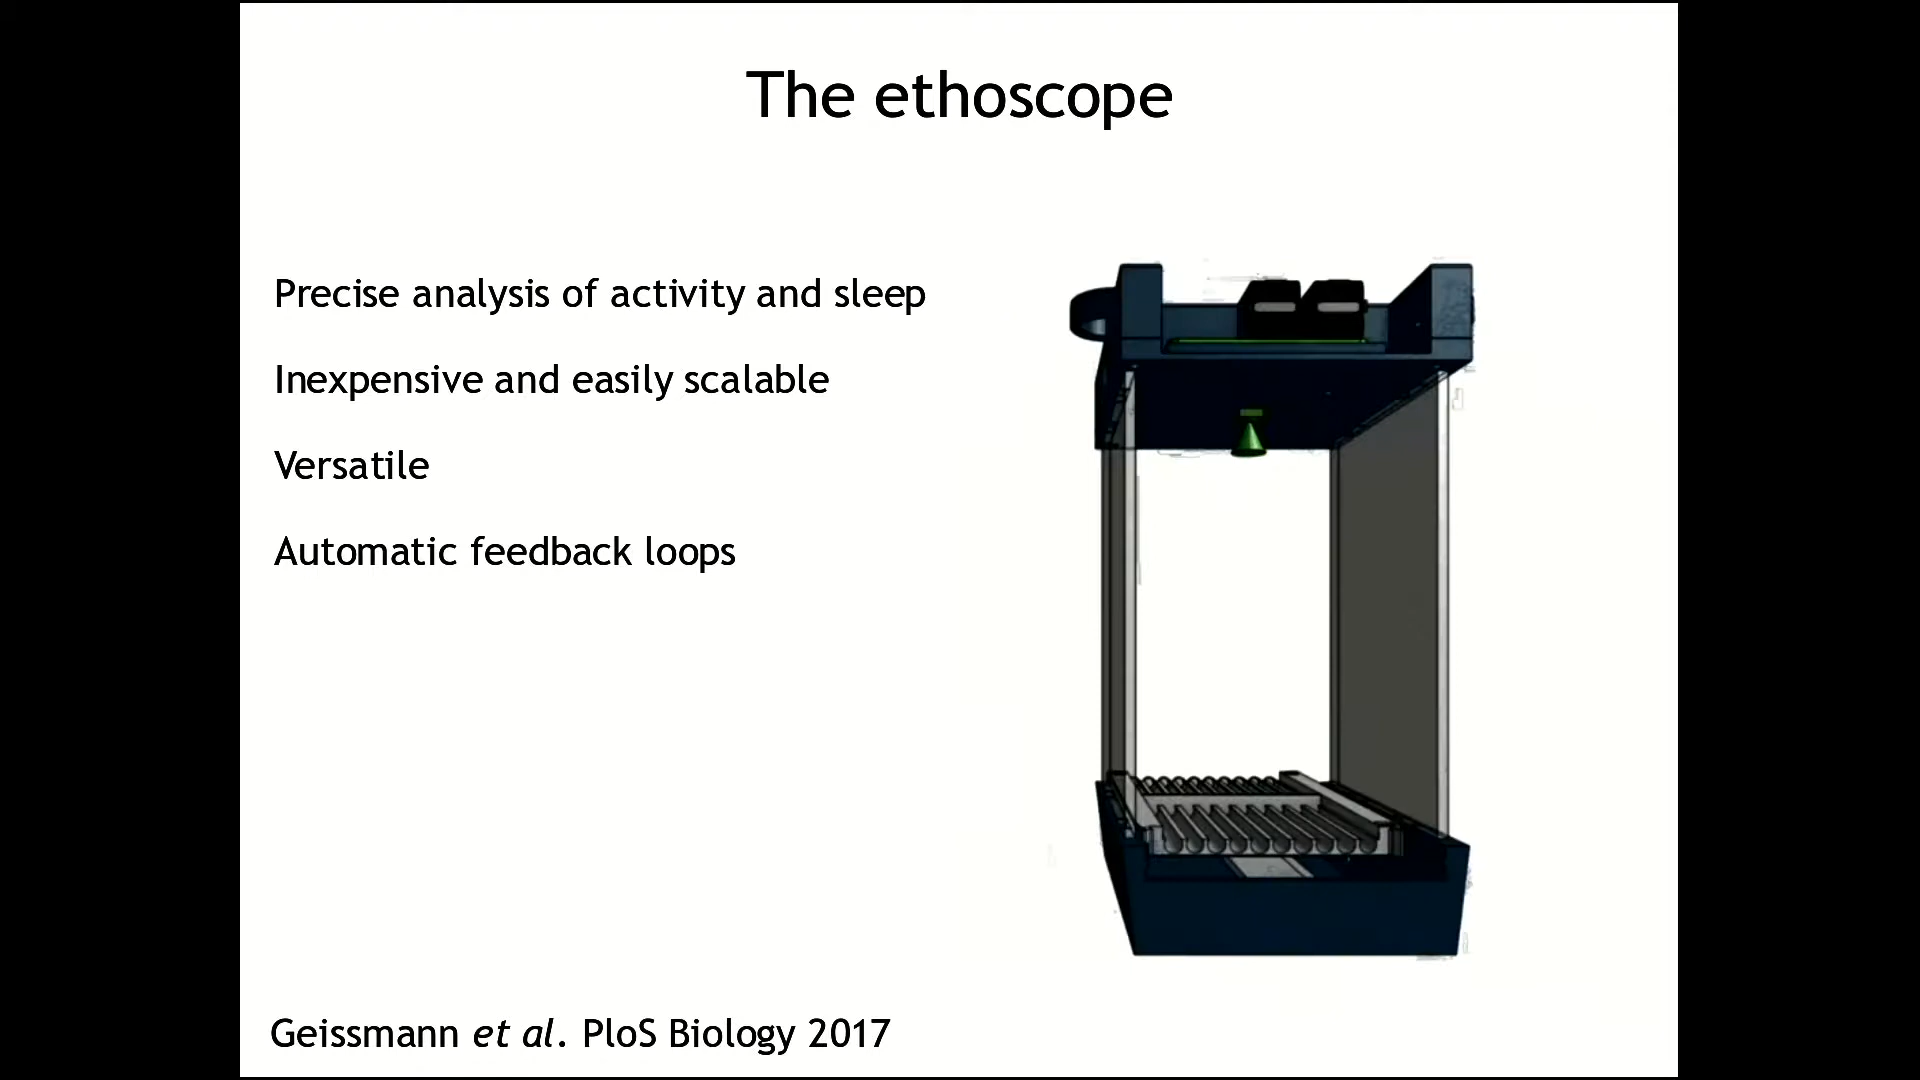 The ethoscope
Precise analysis of activity and sleep
Inexpensive and easily scalable
Versatile
Automatic feedback loops
Geissmann et al. PloS Biology 2017